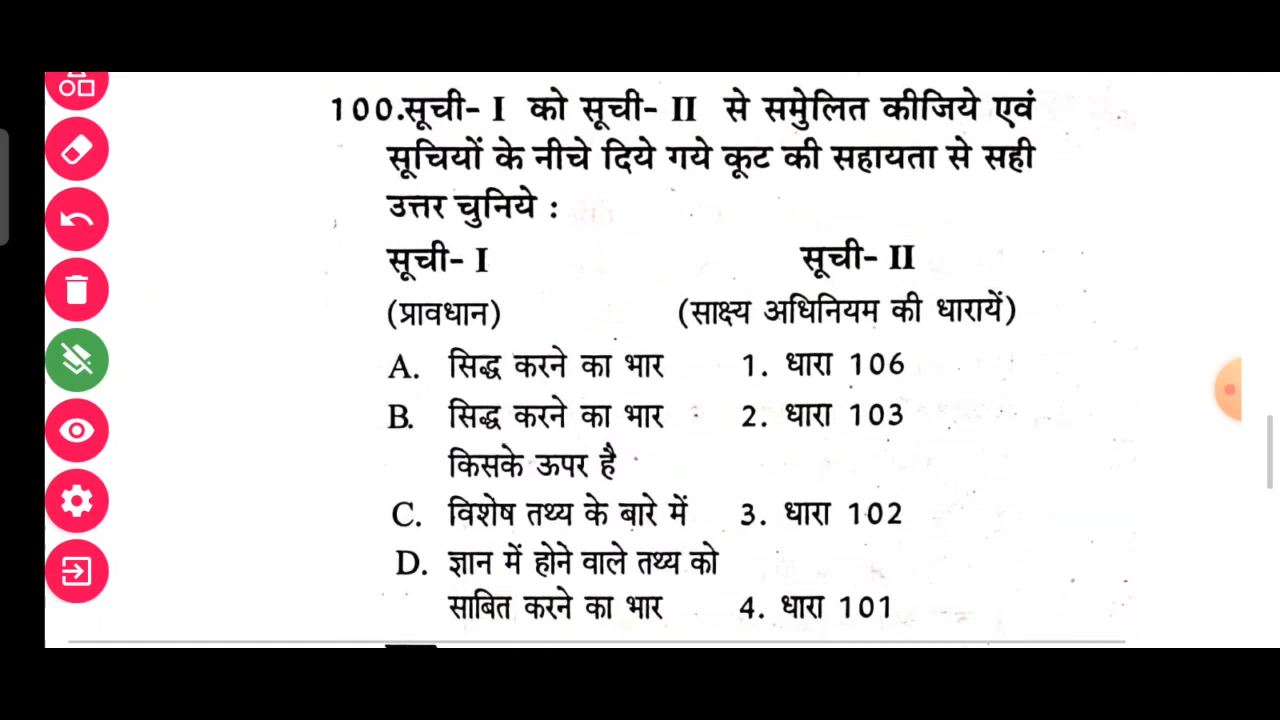 100.सूची- I को सूची- II से समुेलित कीजिये एवं
सूचियों के नीचे दिये गये कूट की सहायता से सही
उत्तर चुनिये :
सूची- I सूची- II
(प्रावधान) (साक्ष्य अधिनियम की धारायें)
A. सिद्ध करने का भार 1. धारा 106
B. सिद्ध करने का भार 2. धारा 103
किसके ऊपर है
C. विशेष तथ्य के बारे में 3. धारा 102
D. ज्ञान में होने वाले तथ्य को
साबित करने का भार 4. धारा 101